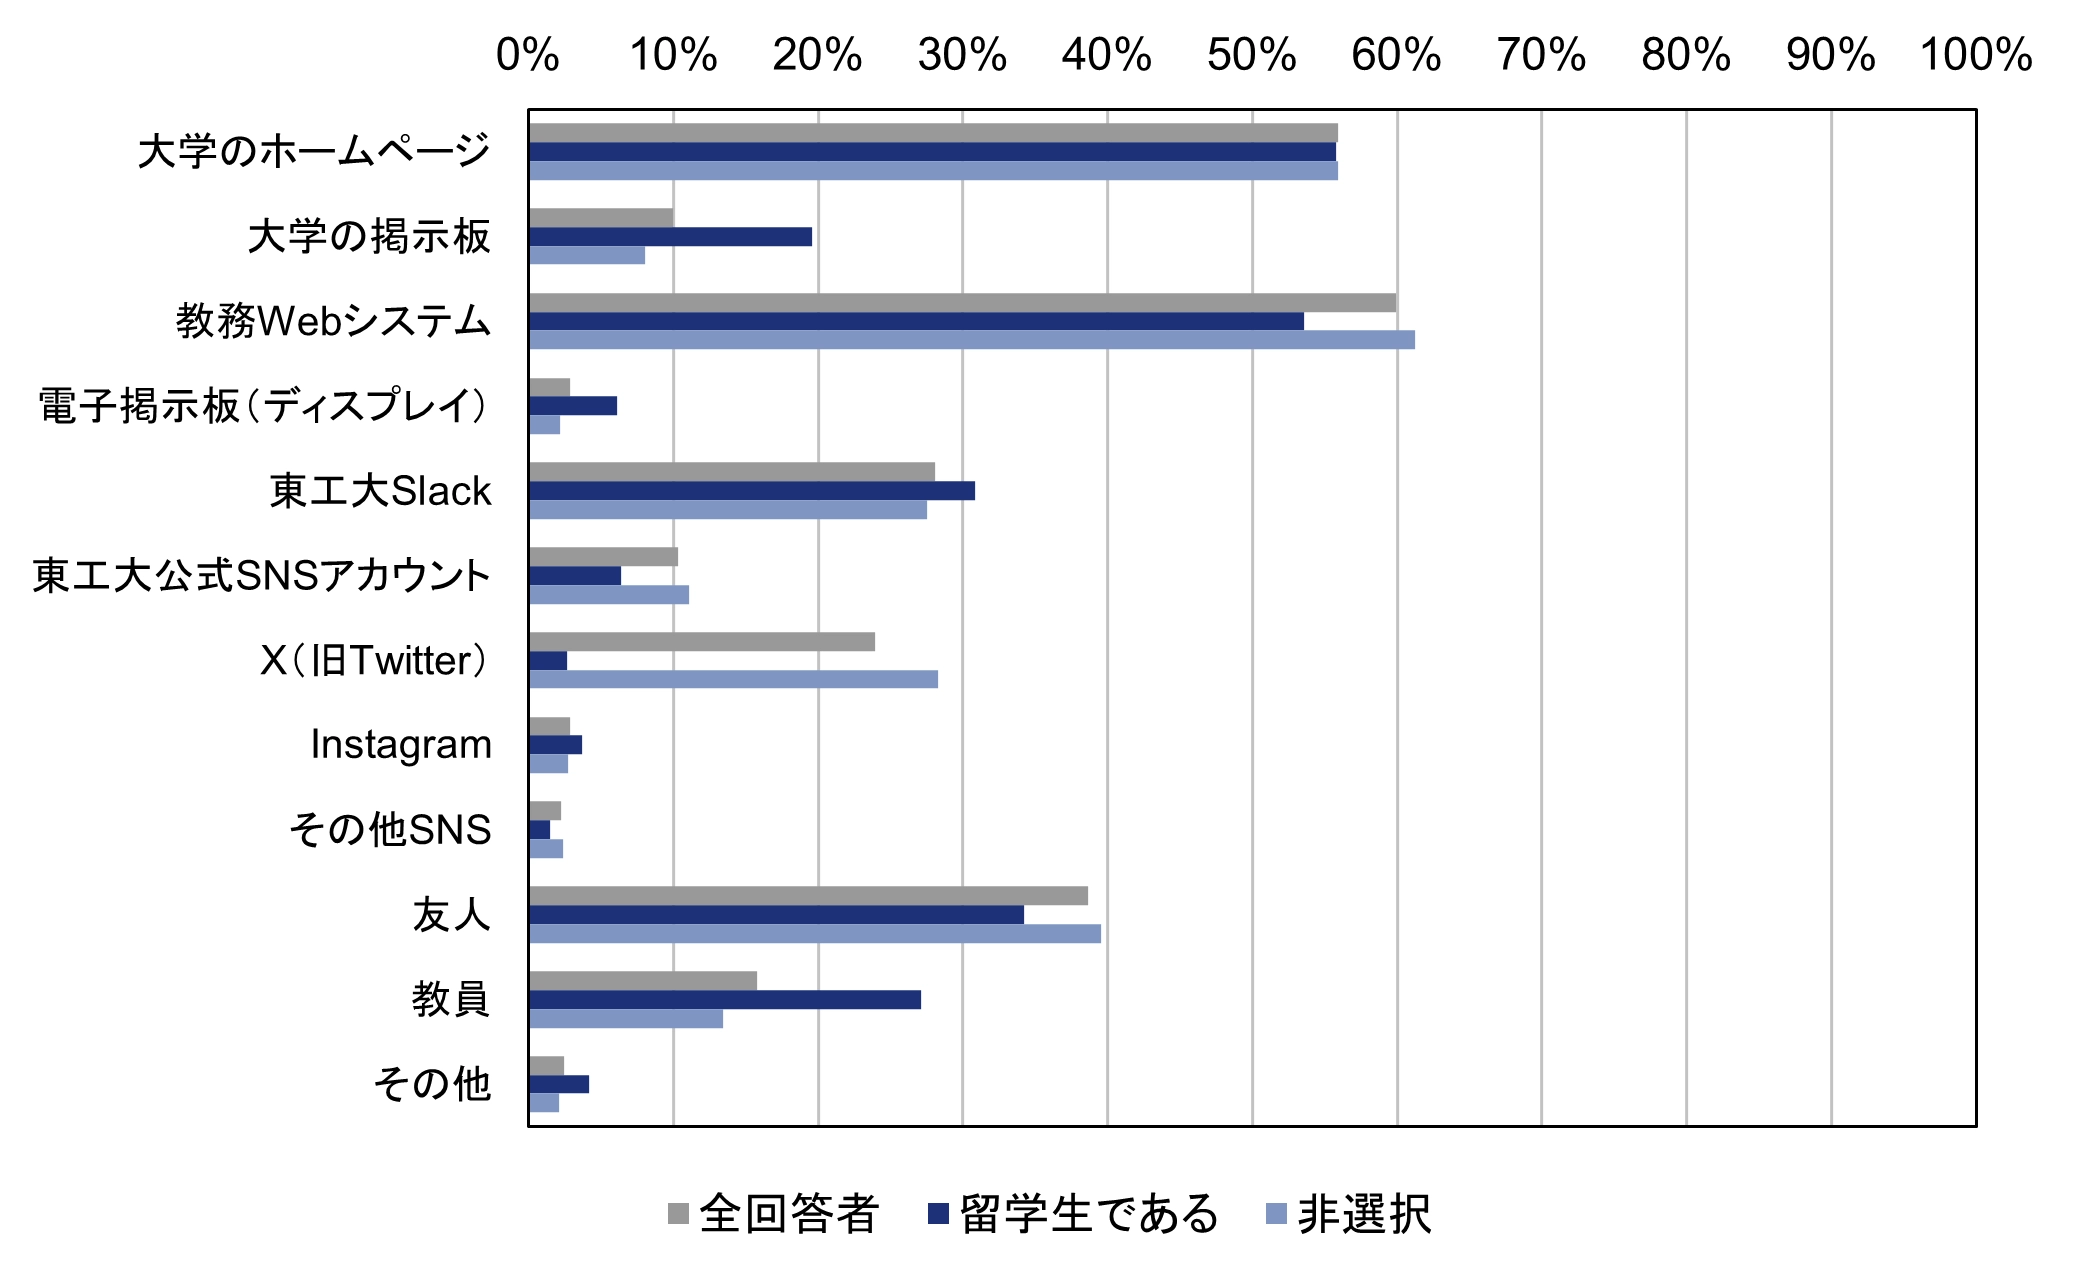 0% 10% 20% 30% 40% 50% 60% 70% 80% 90% 100%
大学のホームページ
大学の掲示板
教務Webシステム
電子掲示板（ディスプレイ）
東工大Slack
東工大公式SNSアカウント
X（旧Twitter）
Instagram
その他SNS
友人
教員
その他
全回答者 留学生である 非選択